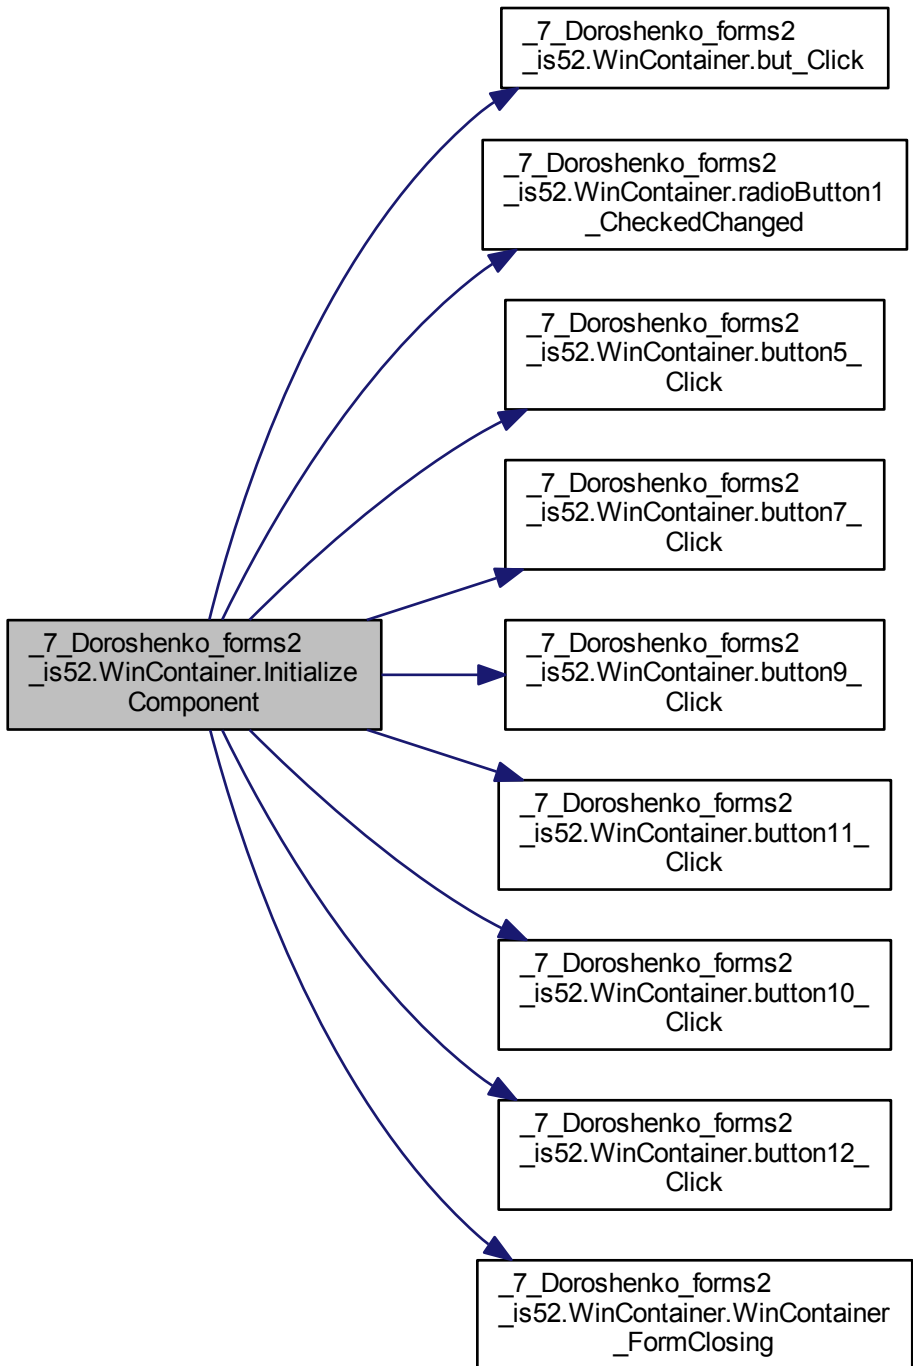 _7_Doroshenko_forms2
_is52.WinContainer.but_Click
_7_Doroshenko_forms2
_is52.WinContainer.radioButton1
_CheckedChanged
_7_Doroshenko_forms2
_is52.WinContainer.button5_
Click
_7_Doroshenko_forms2
_is52.WinContainer.button7_
Click
_7_Doroshenko_forms2
_is52.WinContainer.Initialize
Component
_7_Doroshenko_forms2
_is52.WinContainer.button9_
Click
_7_Doroshenko_forms2
_is52.WinContainer.button11_
Click
_7_Doroshenko_forms2
_is52.WinContainer.button10_
Click
_7_Doroshenko_forms2
_is52.WinContainer.button12_
Click
_7_Doroshenko_forms2
_is52.WinContainer.WinContainer
_FormClosing